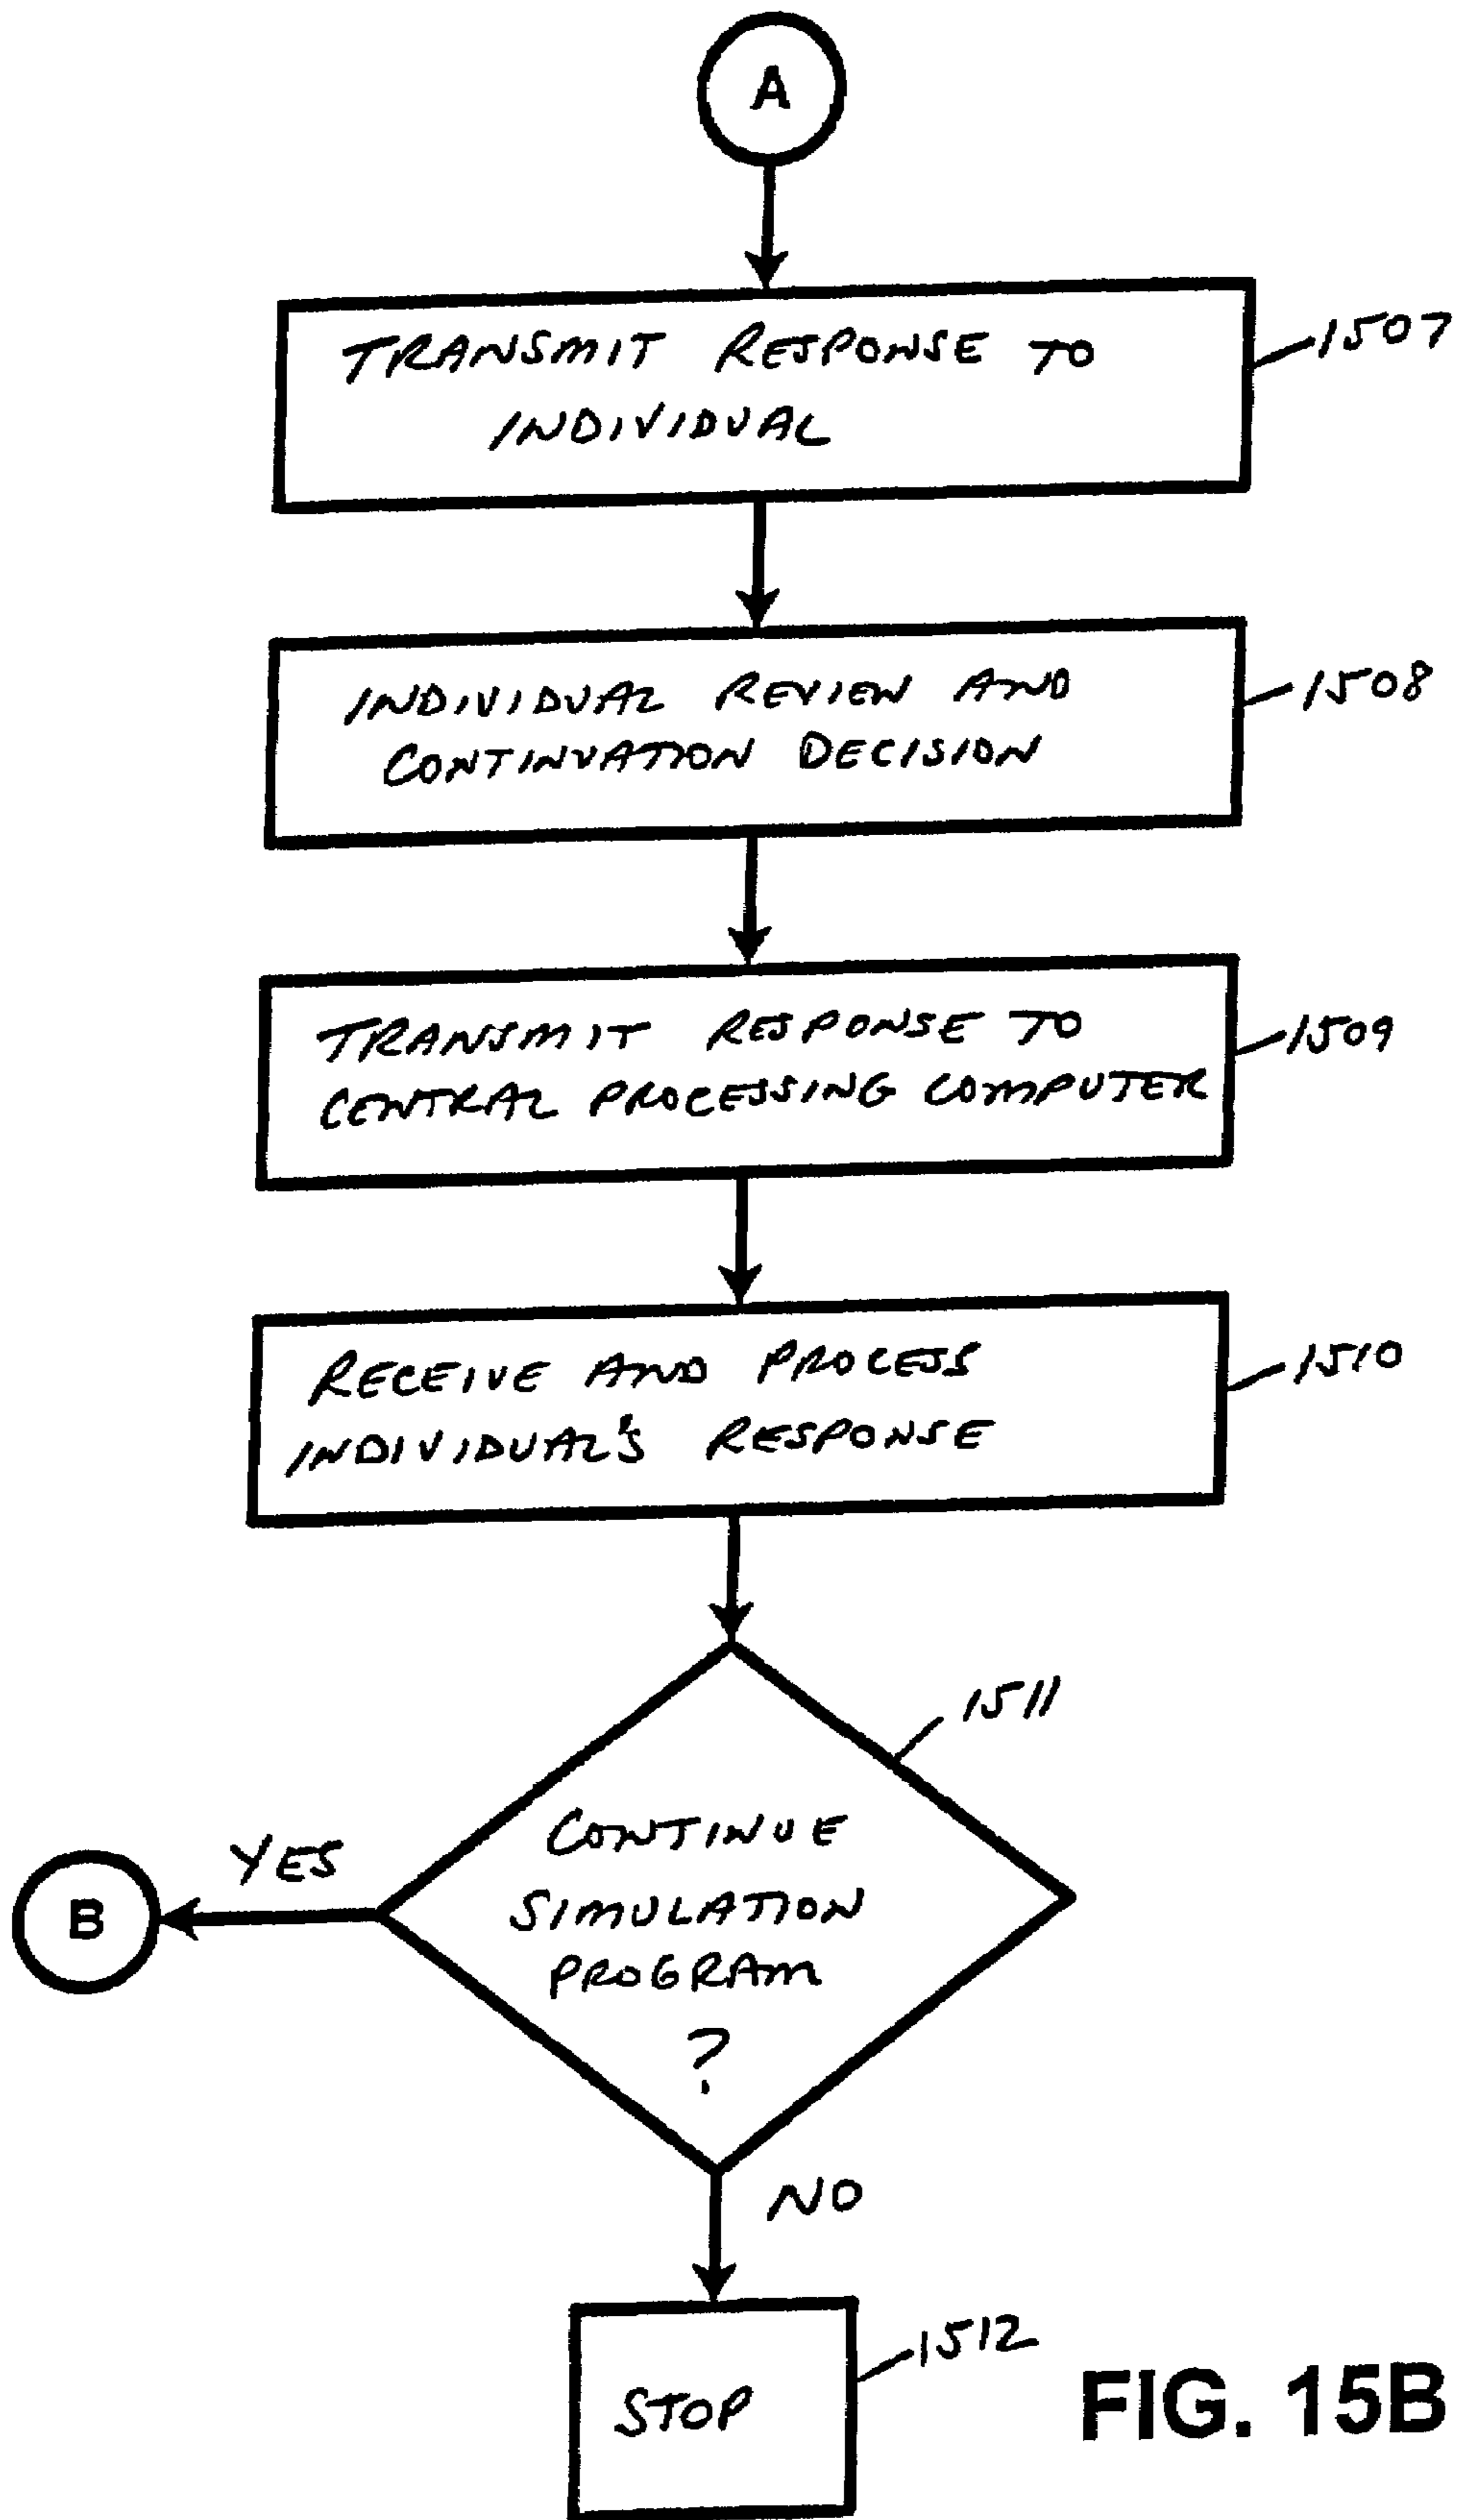 A
TRANSMIT RESPONSE TO
INDIVIDUAL
1507
INDIVIDUAL REVIEW AND
CONTINUATION DECISION
1508
TRANSMIT RESPONSE TO
CENTRAL PROCESSING COMPUTER
1509
RECEIVE AND PROCESS
INDIVIDUAL'S RESPONSE
1510
1511
CONTINUE
SIMULATION
PROGRAM
?
YES
B
NO
STOP
1512
FIG. 15B